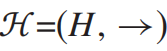 ℋ=(H, →)